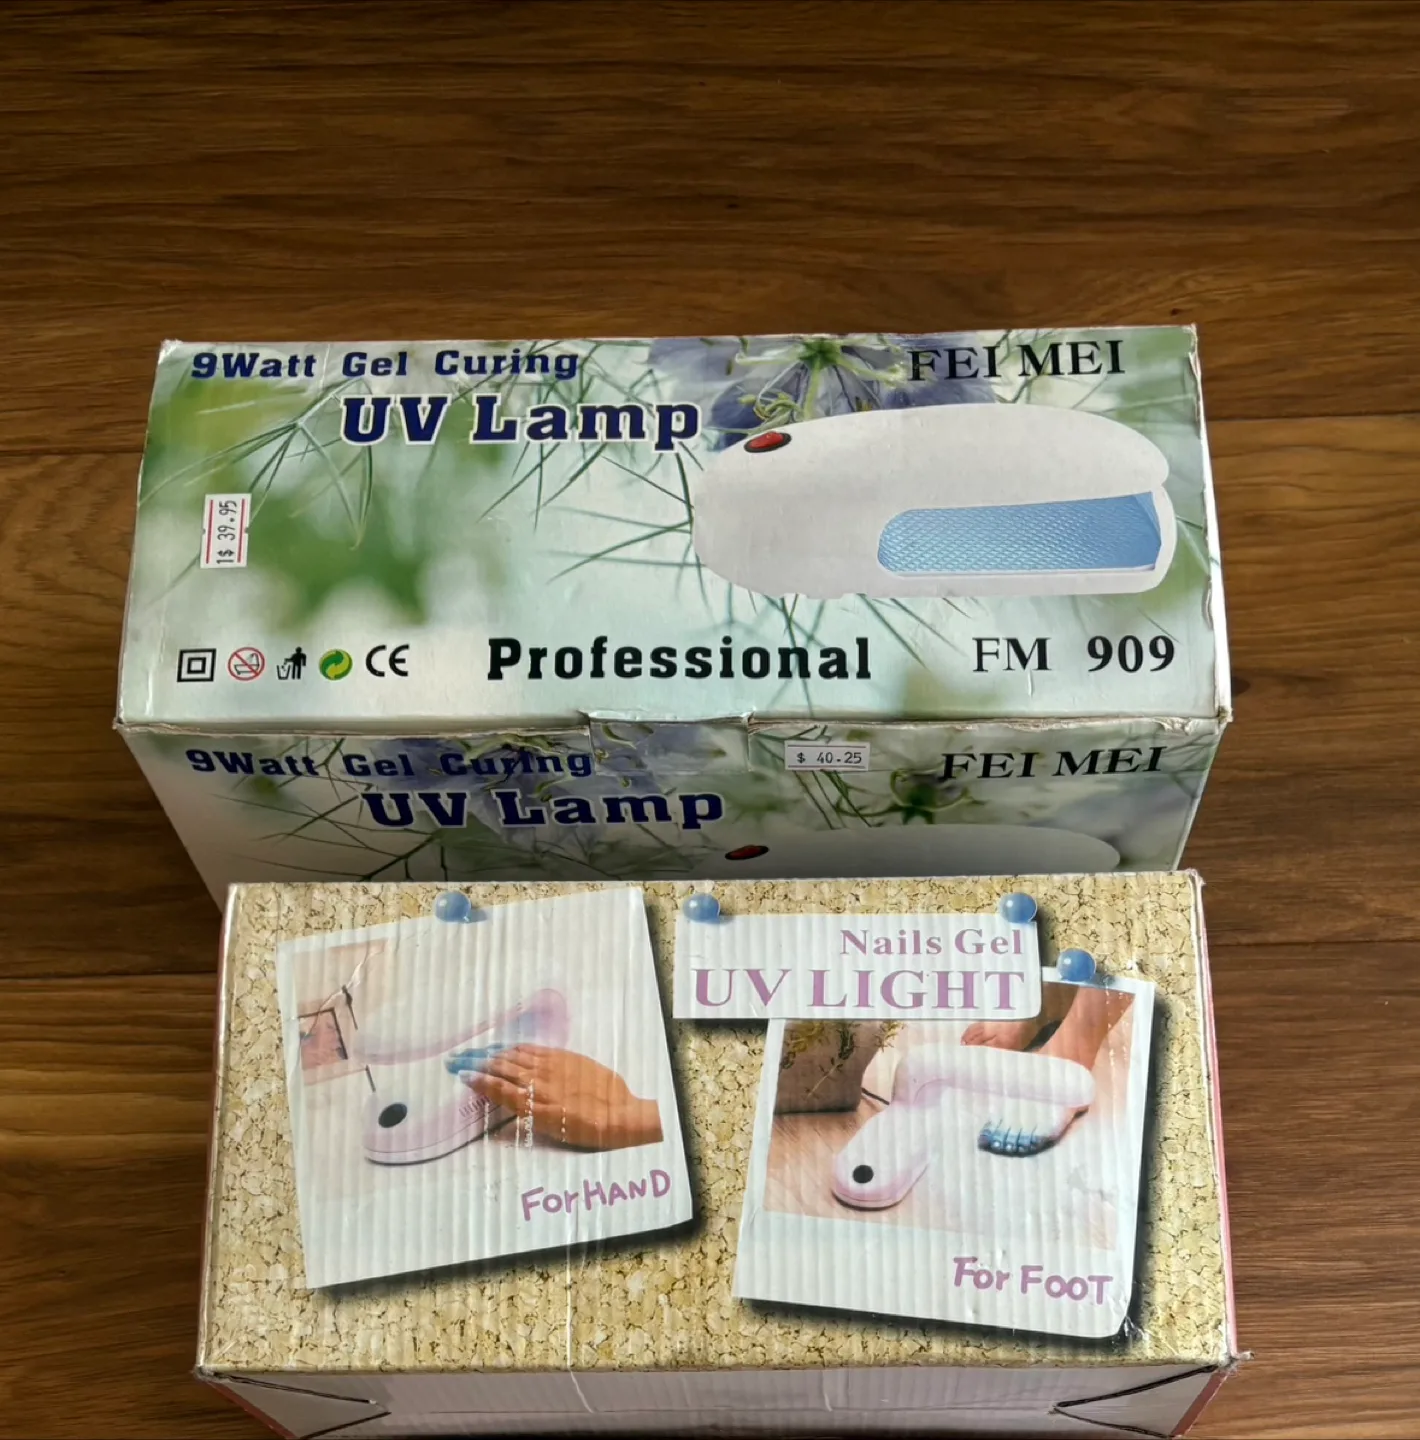 9Watt Gel Curing
FEI MEI
UV Lamp
1$ 39.95
CE
Professional
FM 909
9Watt Gel Curing
$ 40.25
FEI MEI
UV Lamp
Nails Gel
UV LIGHT
For HAND
For FOOT